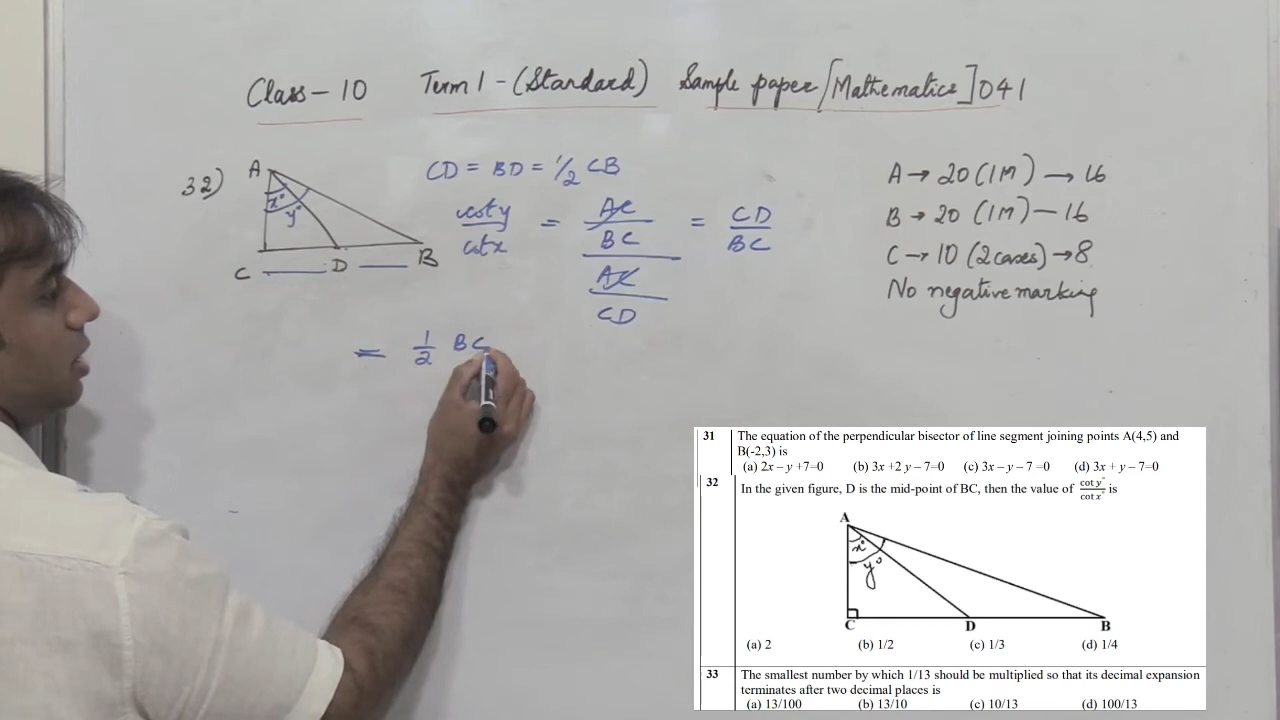 Class - 10 Term 1 - (Standard) Sample paper [Mathematics] 041
32)
A
x°
y°
C D B
CD = BD = 1/2 CB
cot y / cot x = AC / BC / AC / CD = CD / BC
= 1/2 BC
A → 20 (1M) → 16
B → 20 (1M) - 16
C → 10 (2 cases) → 8
No negative marking
31 The equation of the perpendicular bisector of line segment joining points A(4,5) and
B(-2,3) is
(a) 2x – y +7=0 (b) 3x +2 y – 7=0 (c) 3x – y – 7 =0 (d) 3x + y – 7=0
32 In the given figure, D is the mid-point of BC, then the value of cot y° / cot x° is
A
x°
y°
C D B
(a) 2 (b) 1/2 (c) 1/3 (d) 1/4
33 The smallest number by which 1/13 should be multiplied so that its decimal expansion
terminates after two decimal places is
(a) 13/100 (b) 13/10 (c) 10/13 (d) 100/13